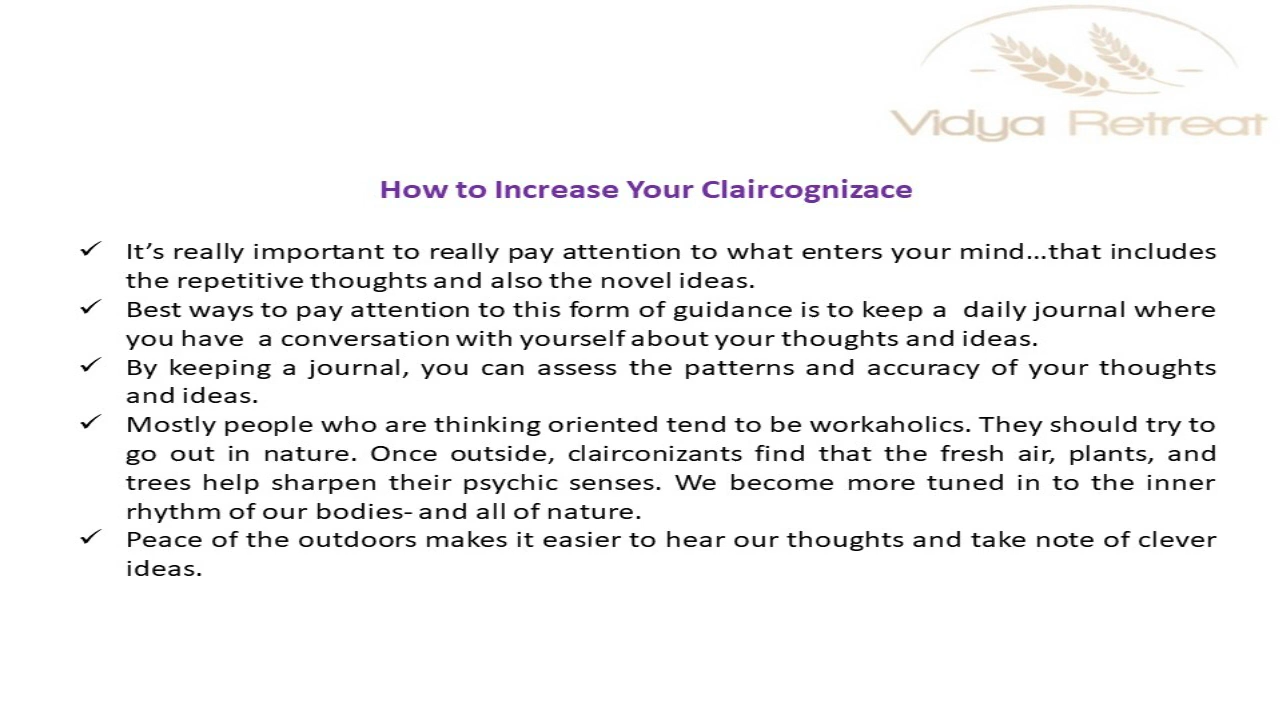 Vidya Retreat
How to Increase Your Claircognizace
✓ It’s really important to really pay attention to what enters your mind...that includes
the repetitive thoughts and also the novel ideas.
✓ Best ways to pay attention to this form of guidance is to keep a  daily journal where
you have  a conversation with yourself about your thoughts and ideas.
✓ By keeping a journal, you can assess the patterns and accuracy of your thoughts
and ideas.
✓ Mostly people who are thinking oriented tend to be workaholics. They should try to
go out in nature. Once outside, clairconizants find that the fresh air, plants, and
trees help sharpen their psychic senses. We become more tuned in to the inner
rhythm of our bodies- and all of nature.
✓ Peace of the outdoors makes it easier to hear our thoughts and take note of clever
ideas.